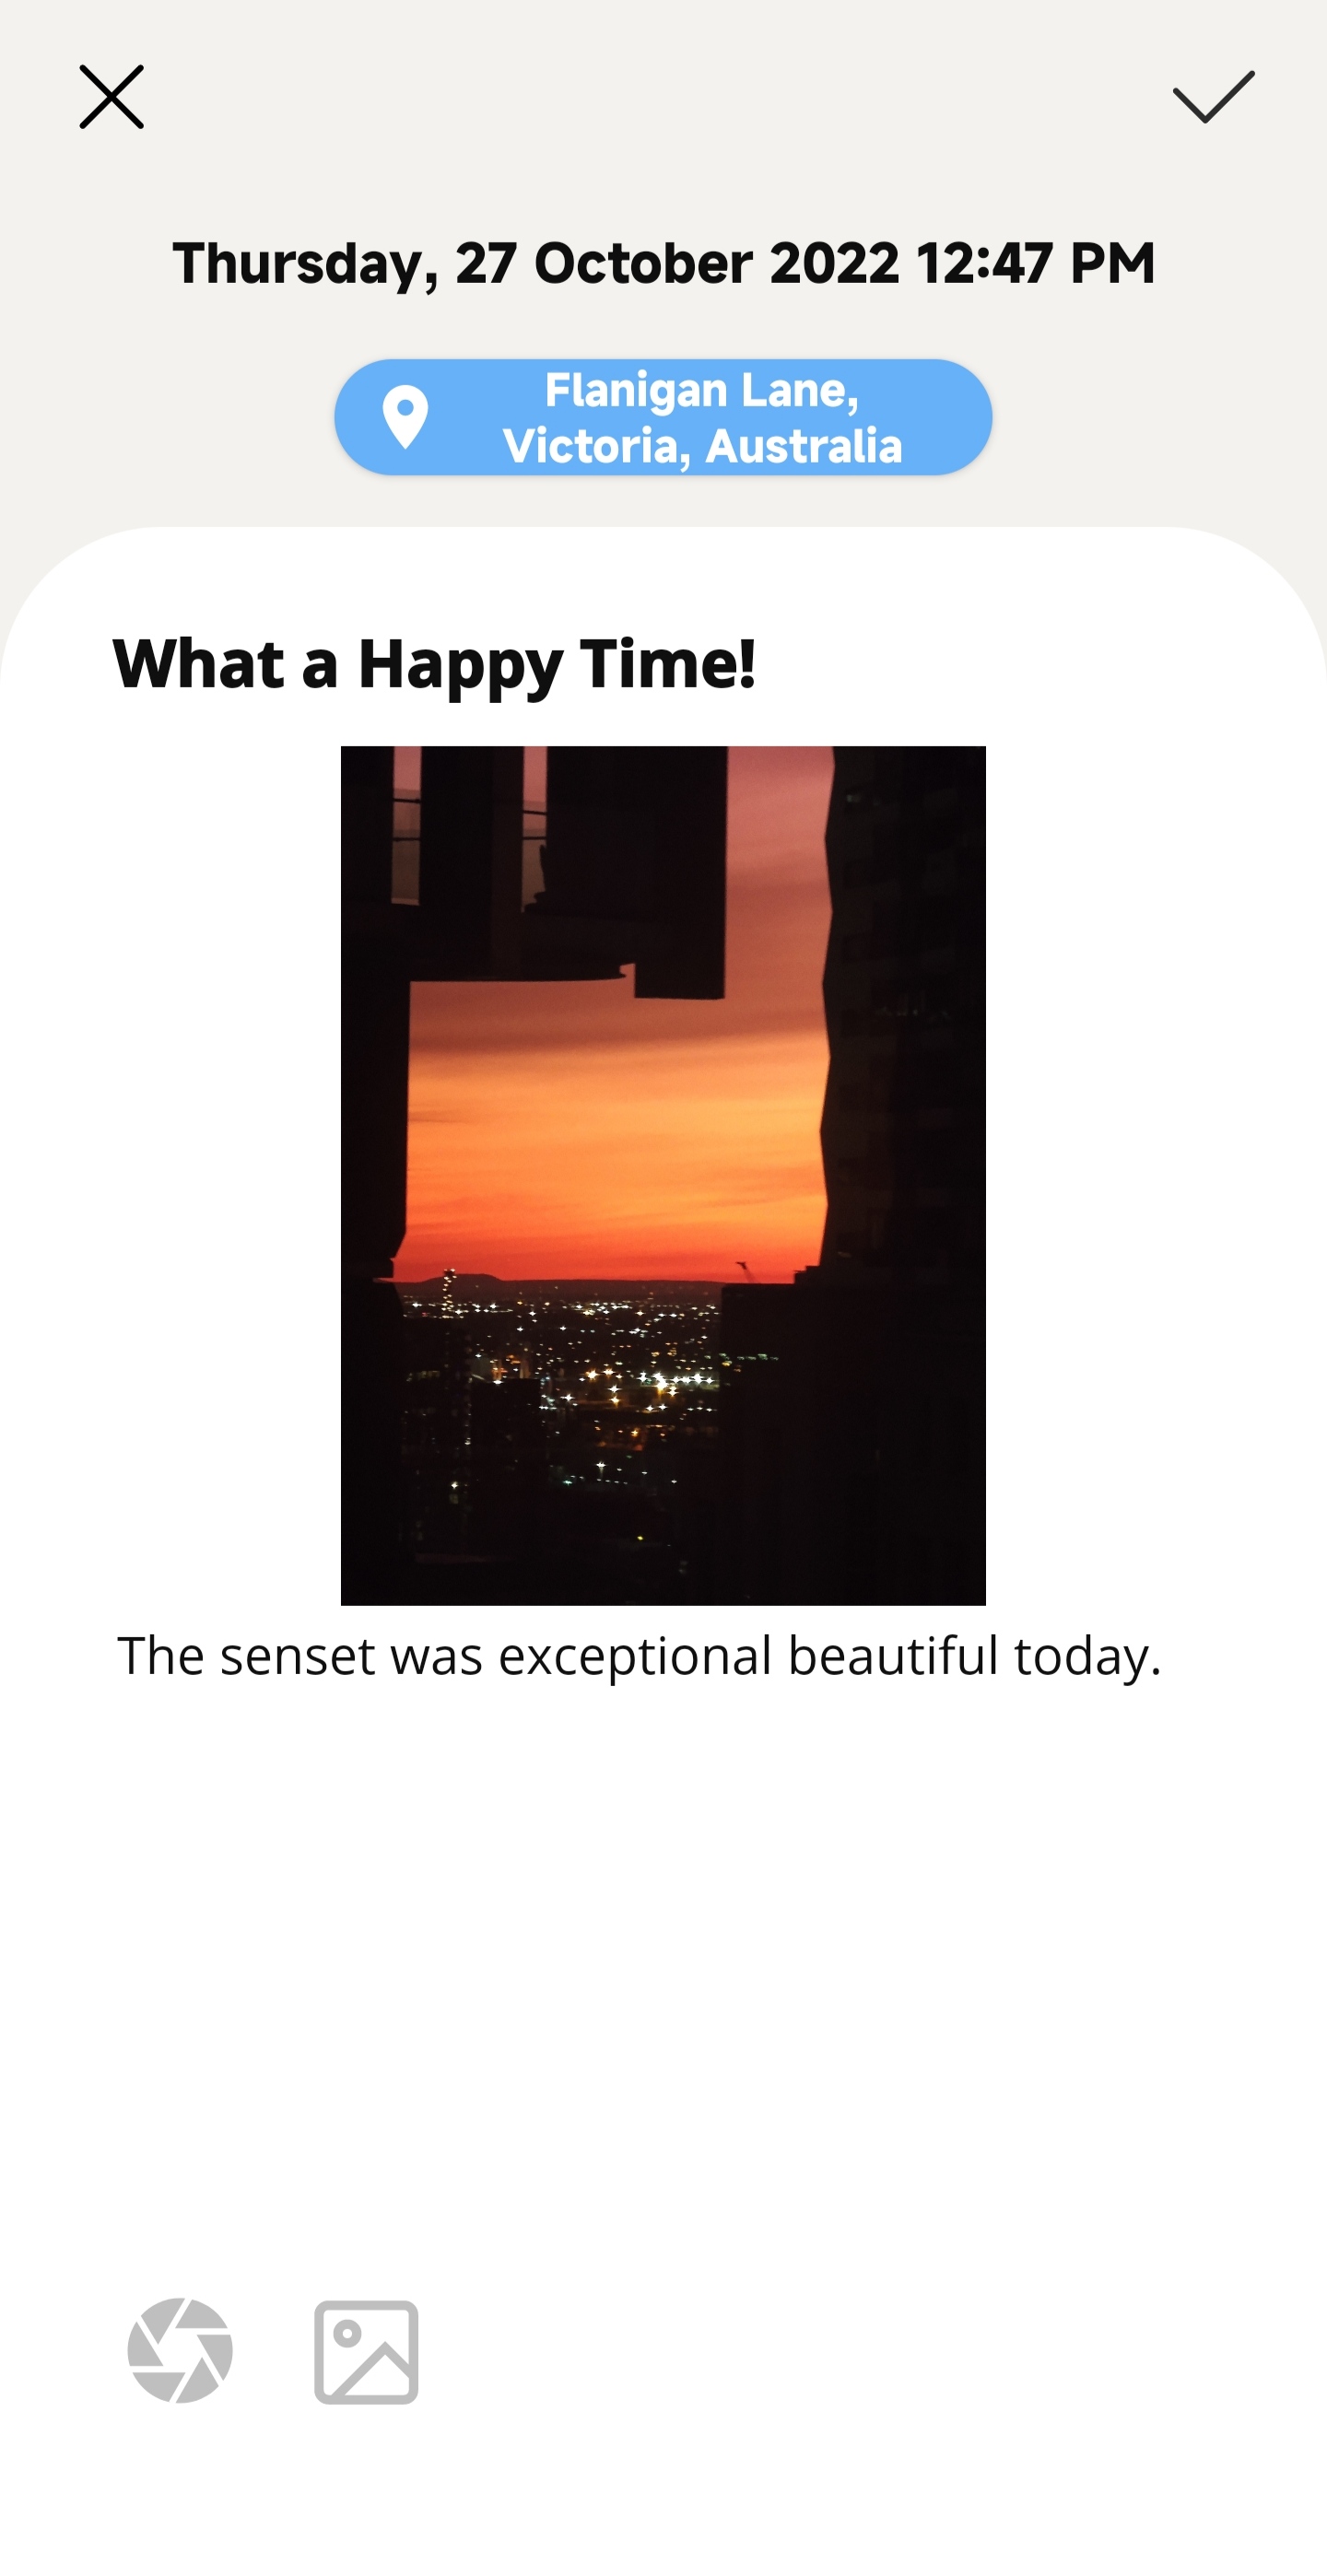 Thursday, 27 October 2022 12:47 PM
Flanigan Lane,
Victoria, Australia
What a Happy Time!
The senset was exceptional beautiful today.